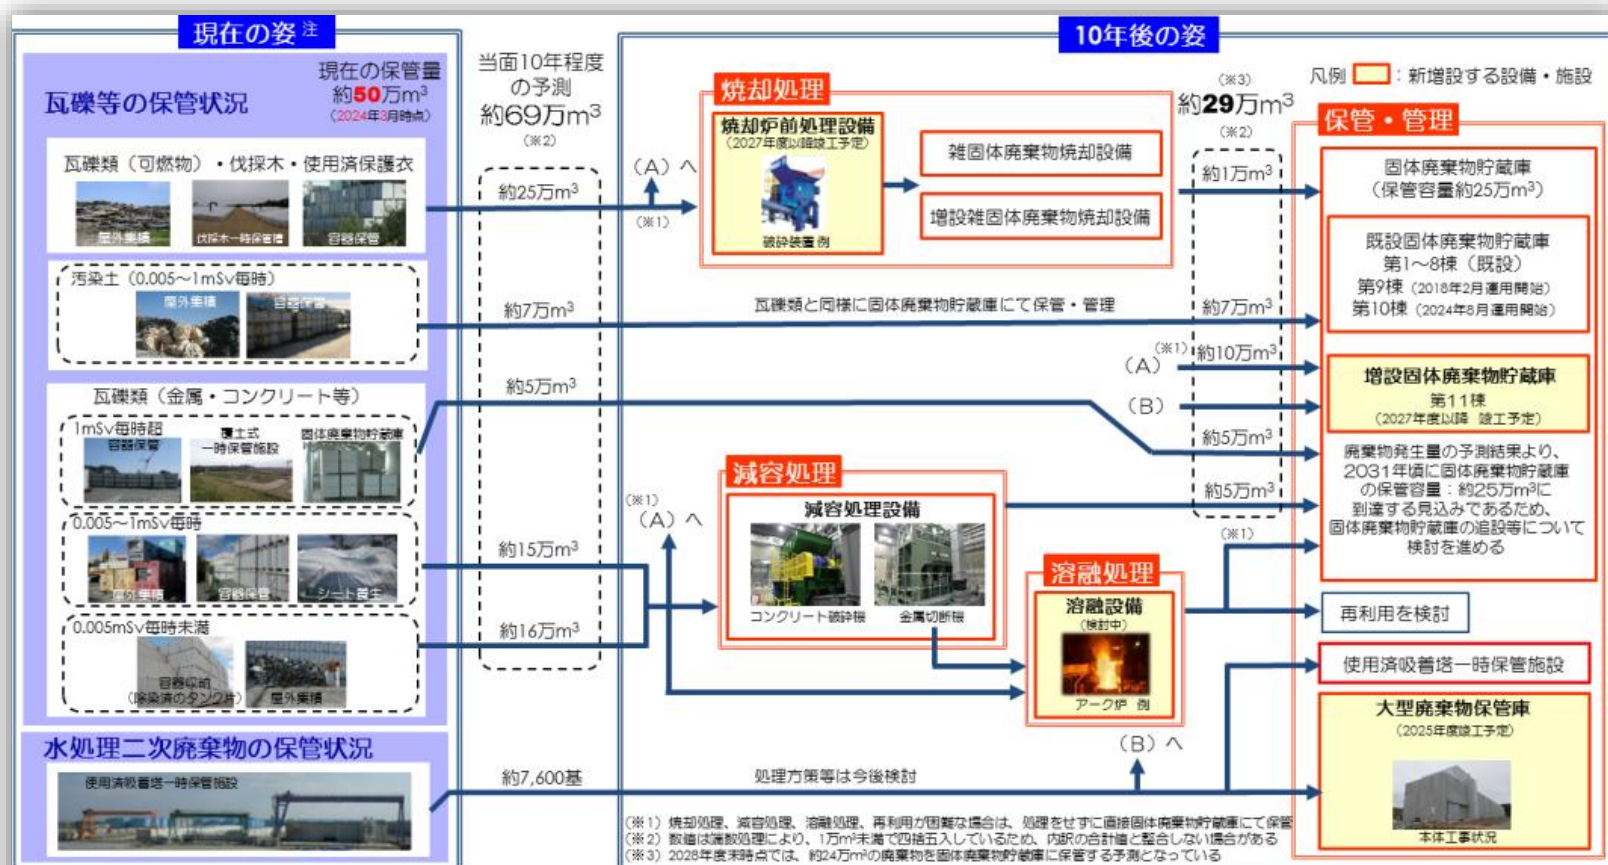 現在の姿 注
現在の保管量
約50万m³
(2024年3月時点)
瓦礫等の保管状況
瓦礫類（可燃物）・伐採木・使用済保護衣
屋外集積
伐採木一時保管槽
容器保管
汚染土（0.005～1mSv毎時）
屋外集積
容器保管
瓦礫類（金属・コンクリート等）
1mSv毎時超
容器保管
覆土式
一時保管施設
固体廃棄物貯蔵庫
0.005～1mSv毎時
屋外集積
容器保管
シート養生
0.005mSv毎時未満
容器収納
(除染済のタンク片)
屋外集積
水処理二次廃棄物の保管状況
使用済吸着塔一時保管施設
当面10年程度
の予測
約69万m³
(※2)
約25万m³
約7万m³
約5万m³
約15万m³
約16万m³
約7,600基
10年後の姿
凡例 ：新増設する設備・施設
(A) へ
(※1)
焼却処理
焼却炉前処理設備
(2027年度以降竣工予定)
破砕装置例
雑固体廃棄物焼却設備
増設雑固体廃棄物焼却設備
瓦礫類と同様に固体廃棄物貯蔵庫にて保管・管理
(※1)
(A) へ
減容処理
減容処理設備
コンクリート破砕機
金属切断機
溶融処理
溶融設備
(検討中)
アーク炉 例
(B) へ
処理方策等は今後検討
(※3)
約29万m³
(※2)
約1万m³
約7万m³
(A)
(※1)
約10万m³
(B)
約5万m³
約5万m³
(※1)
保管・管理
固体廃棄物貯蔵庫
(保管容量約25万m³)
既設固体廃棄物貯蔵庫
第1～8棟（既設）
第9棟（2018年2月運用開始）
第10棟（2024年8月運用開始）
増設固体廃棄物貯蔵庫
第11棟
(2027年度以降 竣工予定)
廃棄物発生量の予測結果より、
2031年頃に固体廃棄物貯蔵庫
の保管容量：約25万m³に
到達する見込みであるため、
固体廃棄物貯蔵庫の追設等について
検討を進める
再利用を検討
使用済吸着塔一時保管施設
大型廃棄物保管庫
(2025年度竣工予定)
本体工事状況
(※1) 焼却処理、減容処理、溶融処理、再利用が困難な場合は、処理をせずに直接固体廃棄物貯蔵庫にて保管
(※2) 数値は端数処理により、1万m³未満で四捨五入しているため、内訳の合計値と整合しない場合がある
(※3) 2028年度末時点では、約24万m³の廃棄物を固体廃棄物貯蔵庫に保管する予測となっている